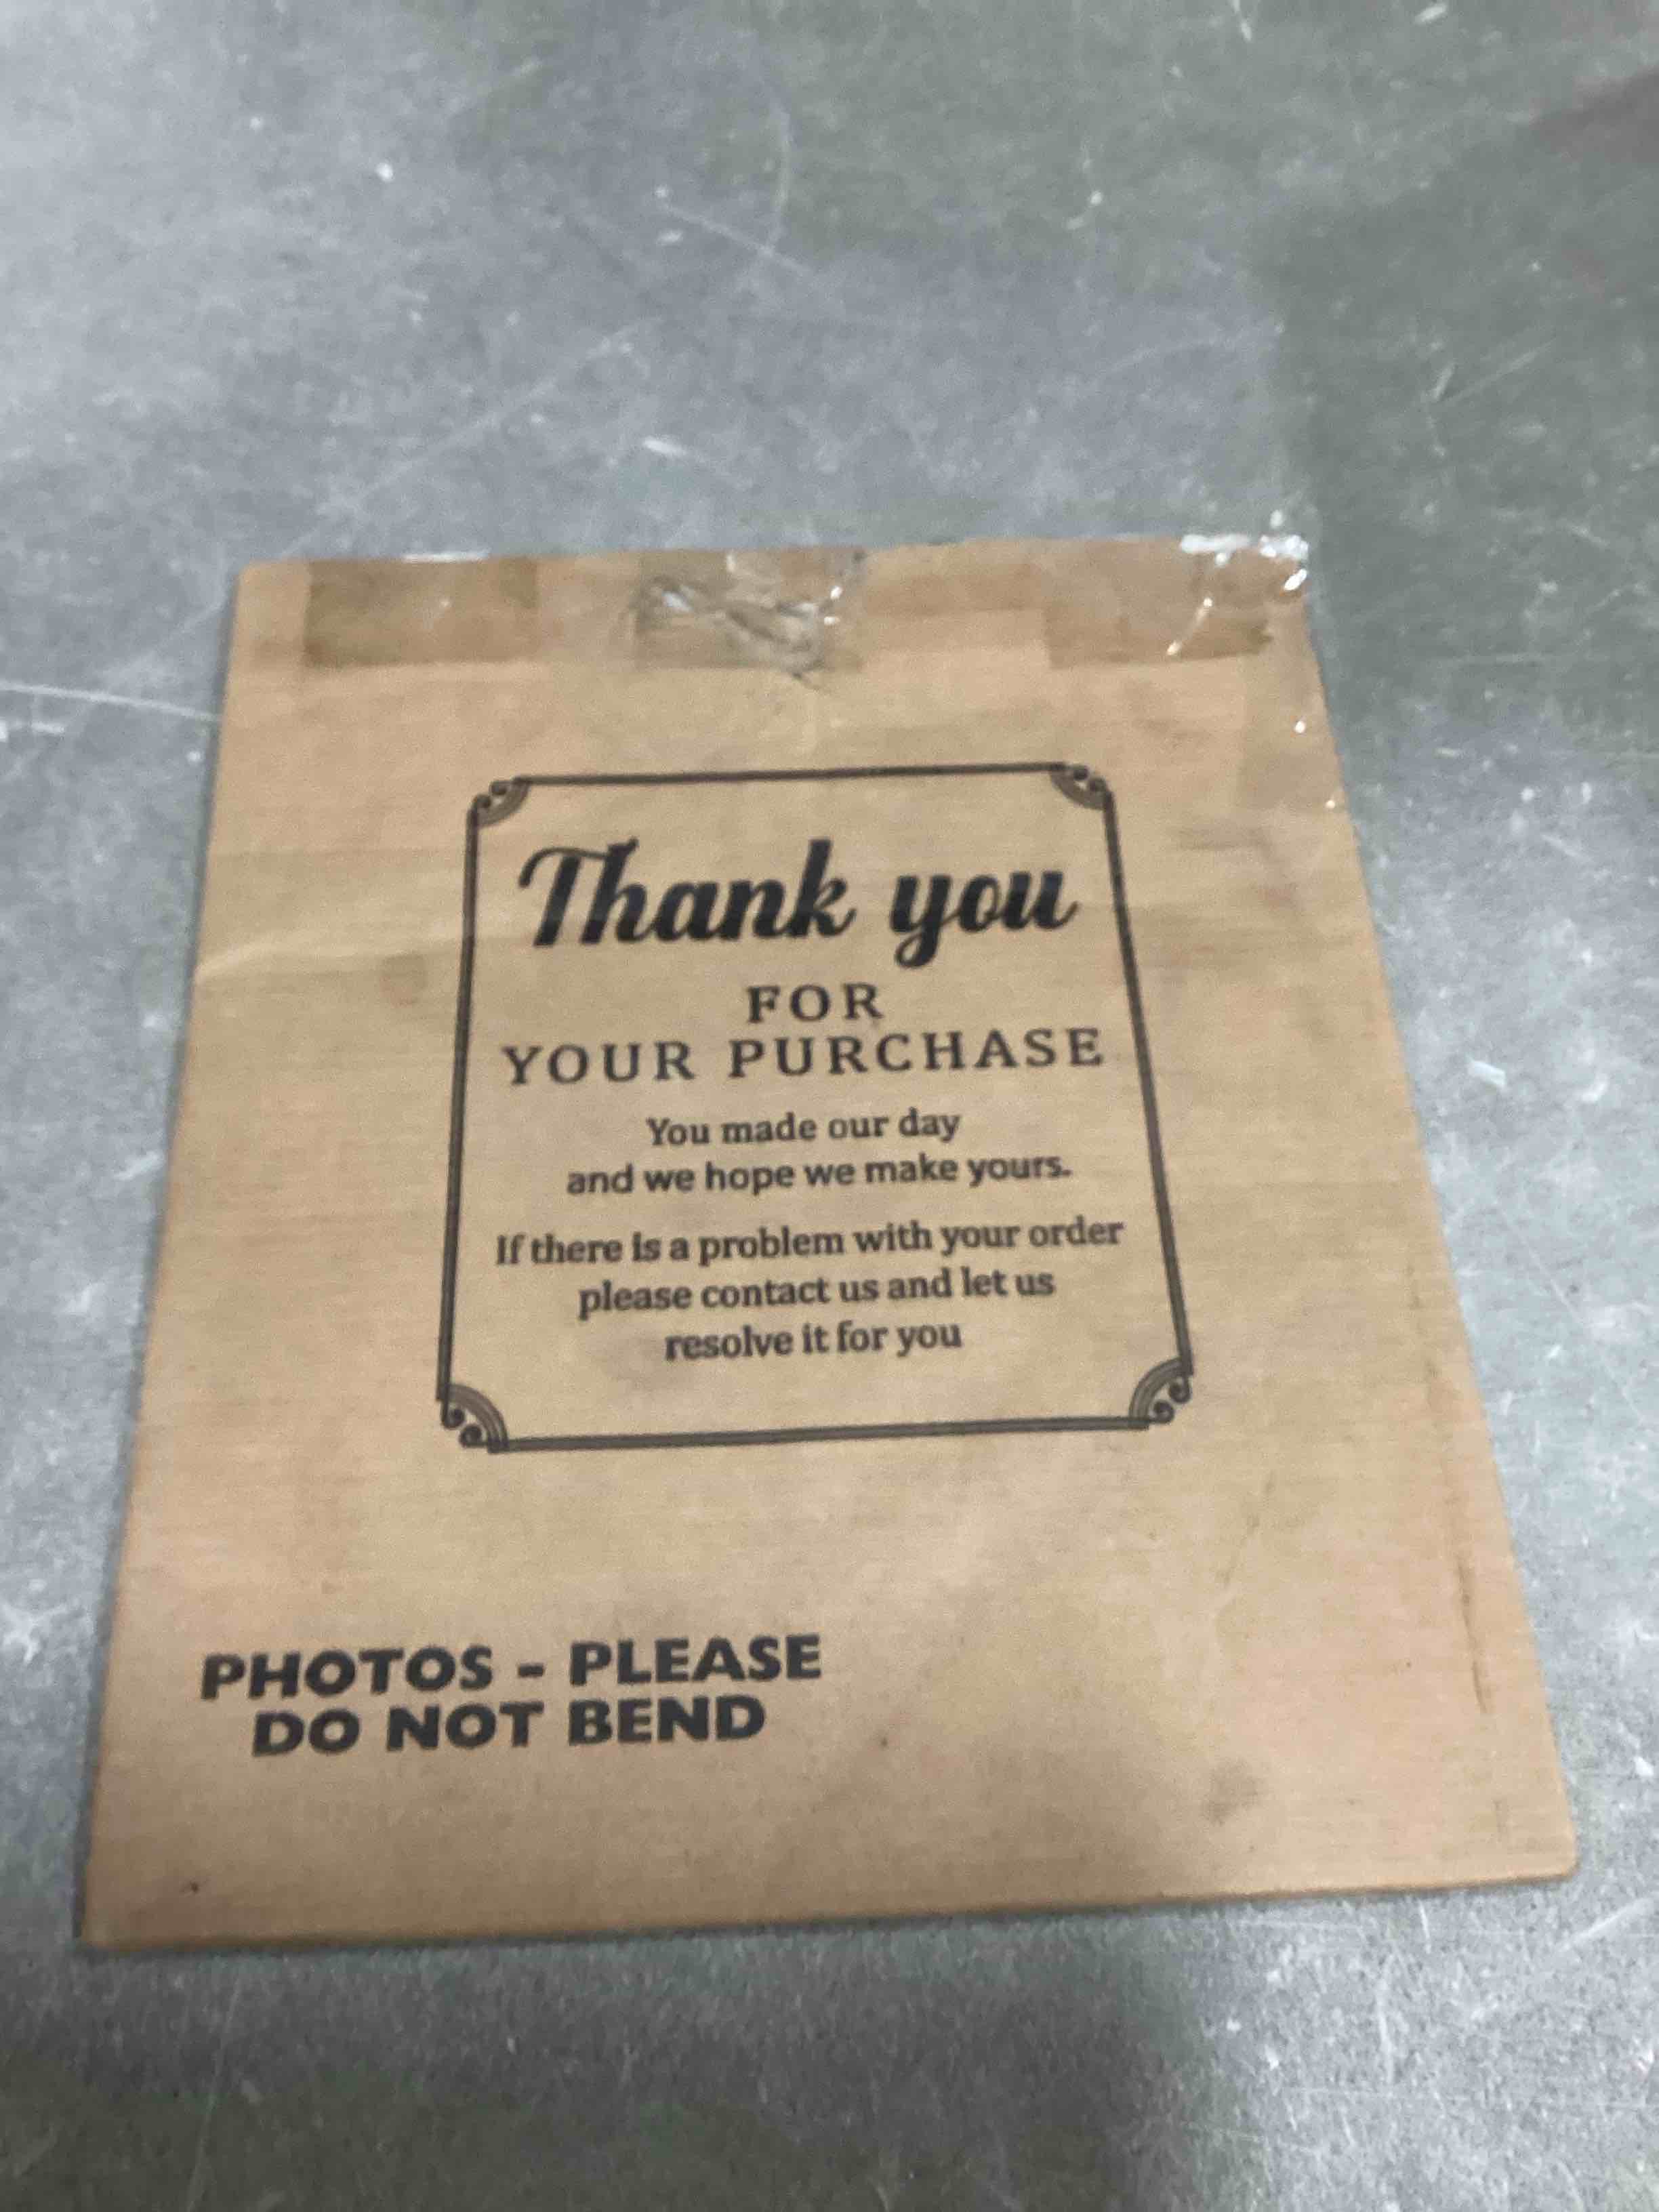 Thank you
FOR
YOUR PURCHASE
You made our day
and we hope we make yours.
If there is a problem with your order
please contact us and let us
resolve it for you
PHOTOS - PLEASE
DO NOT BEND